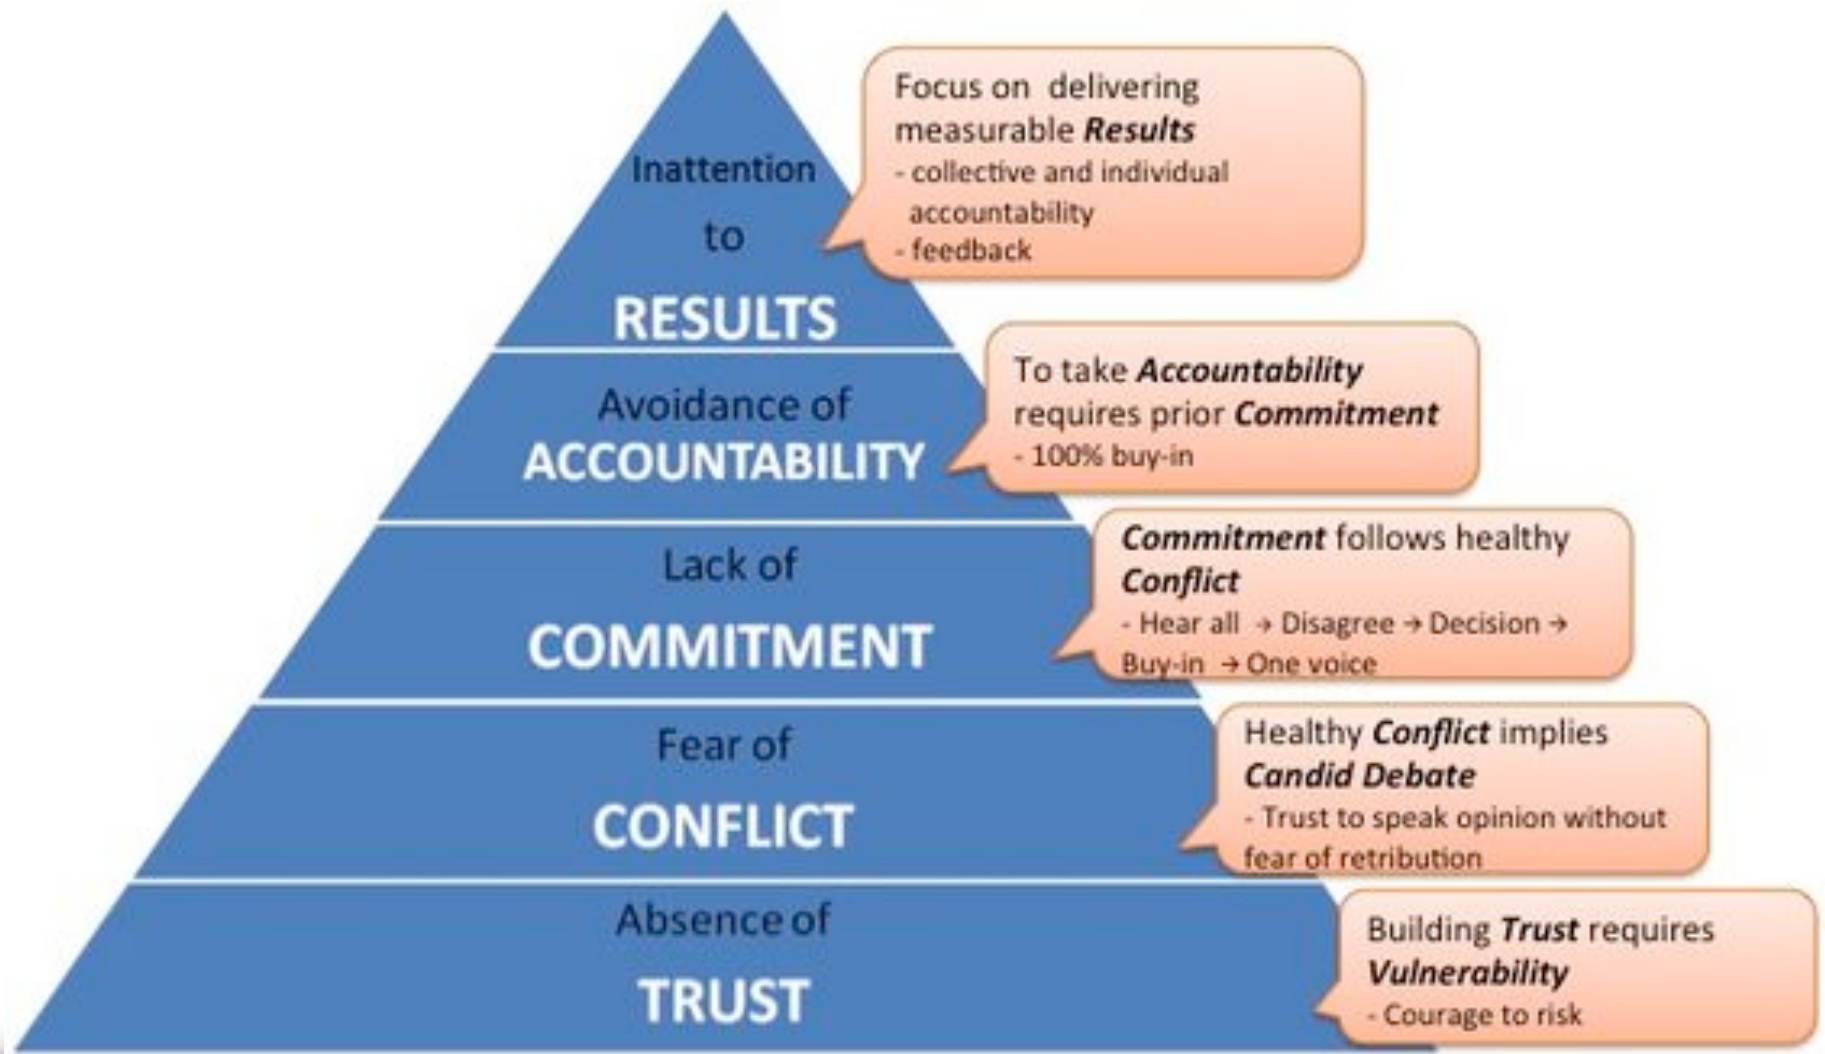 Inattention
to
RESULTS
Focus on delivering
measurable Results
- collective and individual
accountability
- feedback
Avoidance of
ACCOUNTABILITY
To take Accountability
requires prior Commitment
- 100% buy-in
Lack of
COMMITMENT
Commitment follows healthy
Conflict
- Hear all → Disagree → Decision →
Buy-in → One voice
Fear of
CONFLICT
Healthy Conflict implies
Candid Debate
- Trust to speak opinion without
fear of retribution
Absence of
TRUST
Building Trust requires
Vulnerability
- Courage to risk